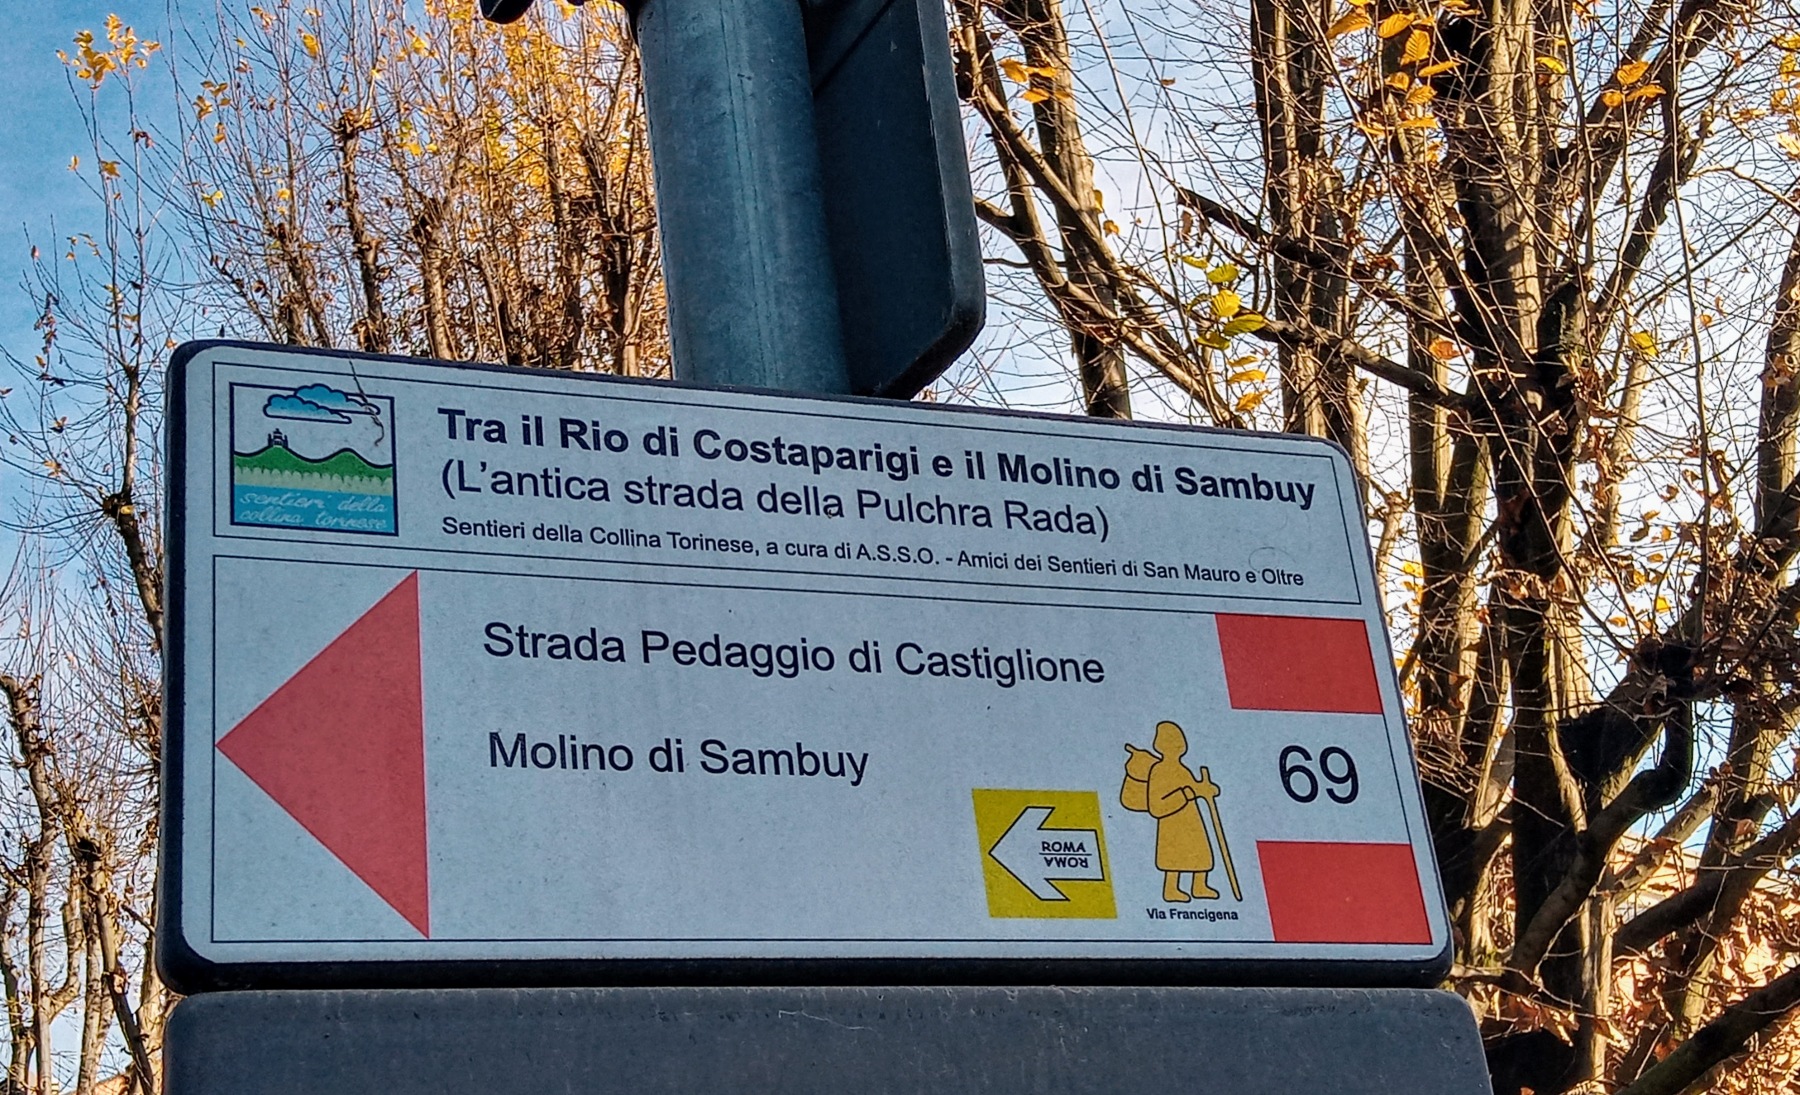 Tra il Rio di Costaparigi e il Molino di Sambuy
(L'antica strada della Pulchra Rada)
Sentieri della Collina Torinese, a cura di A.S.S.O. - Amici dei Sentieri di San Mauro e Oltre
sentieri della
collina torinese
Strada Pedaggio di Castiglione
Molino di Sambuy
69
ROMA
ROMA
Via Francigena